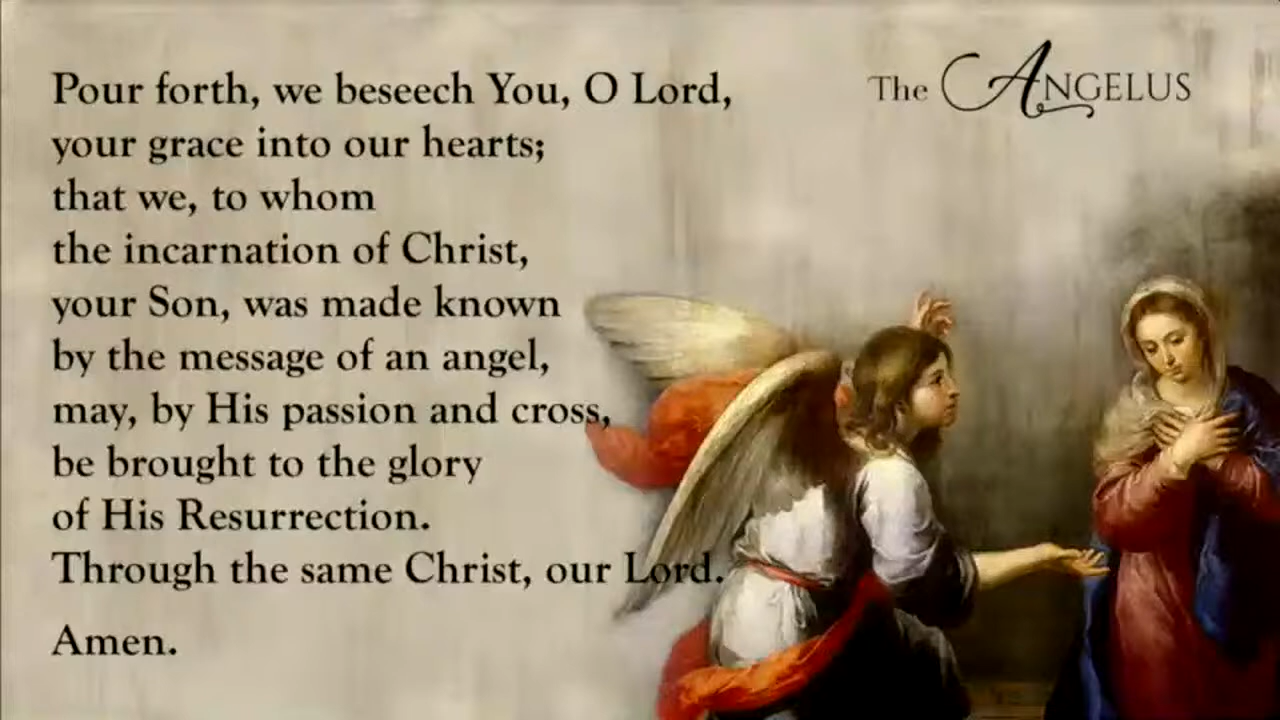 The ANGELUS
Pour forth, we beseech You, O Lord,
your grace into our hearts;
that we, to whom
the incarnation of Christ,
your Son, was made known
by the message of an angel,
may, by His passion and cross,
be brought to the glory
of His Resurrection.
Through the same Christ, our Lord.
Amen.